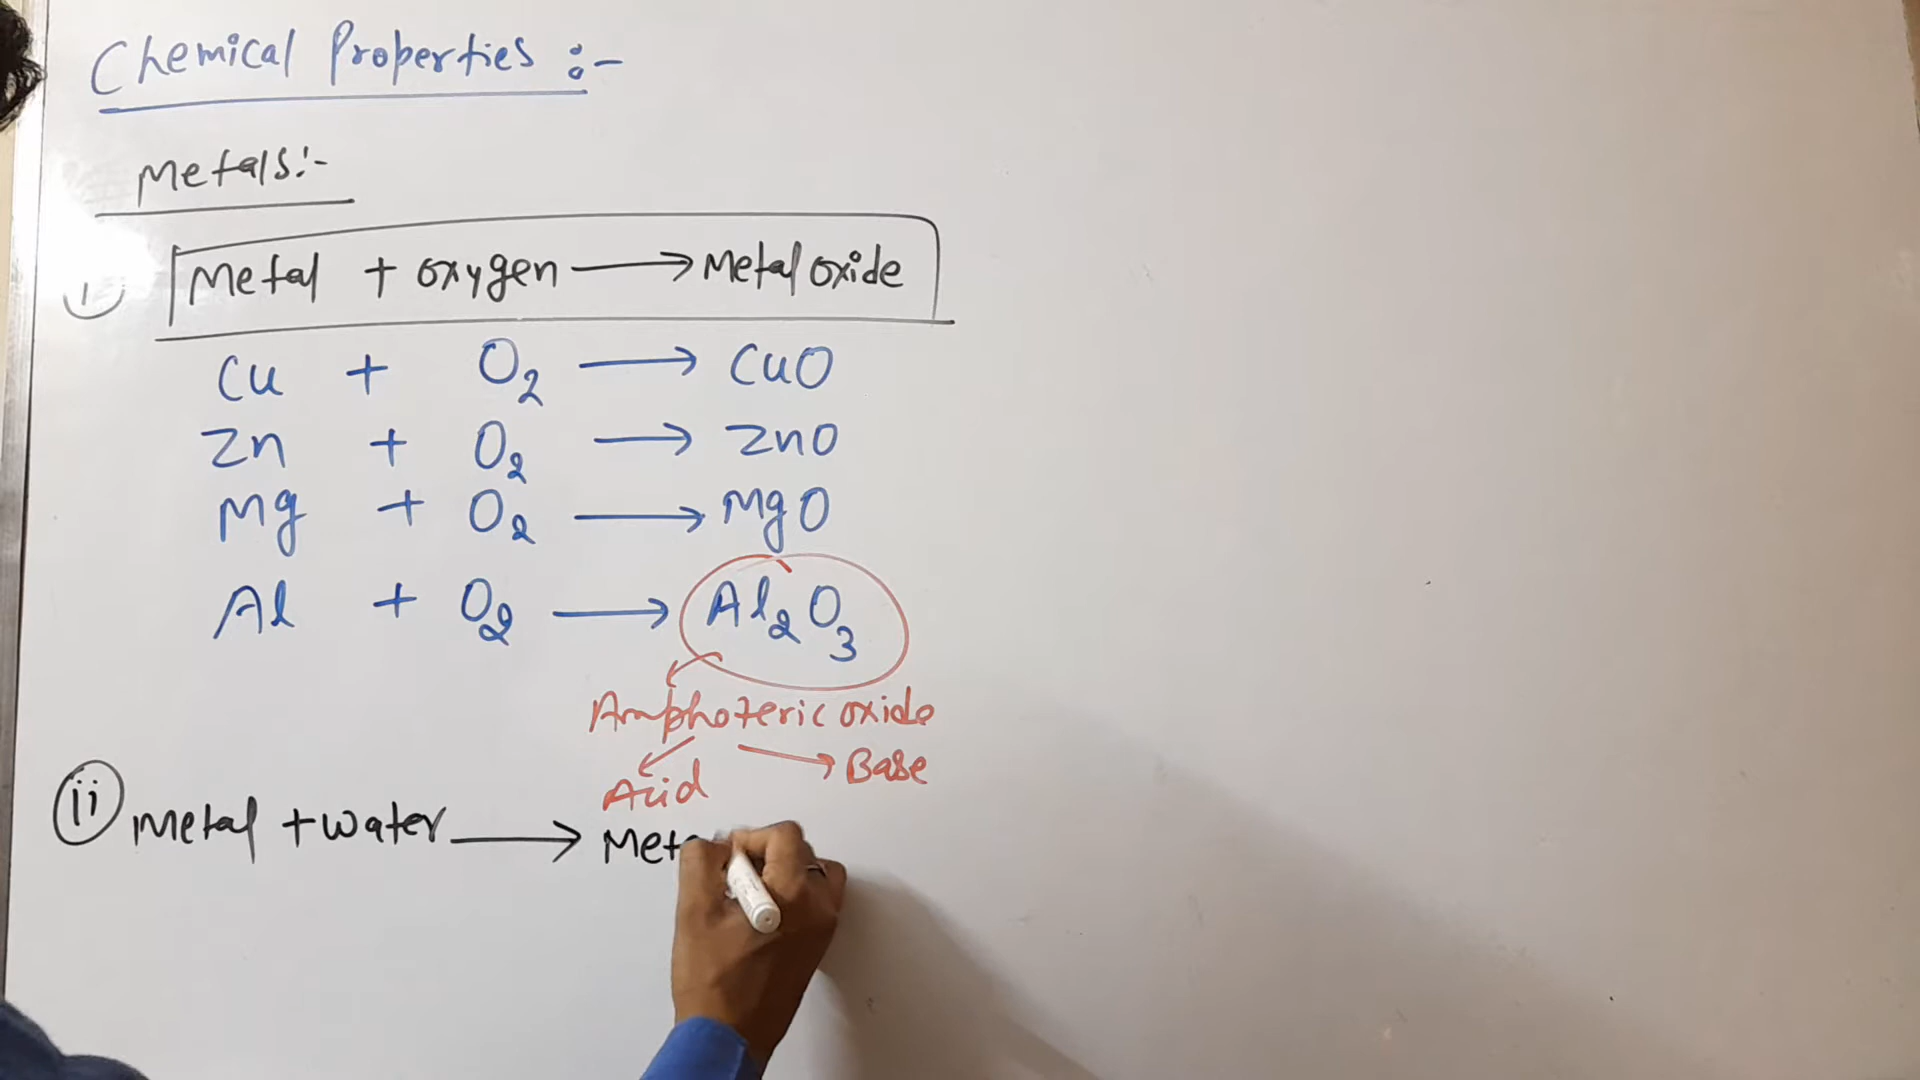 Chemical Properties :-
Metals:-
i) Metal + oxygen → Metal oxide
Cu + O₂ → CuO
Zn + O₂ → ZnO
Mg + O₂ → MgO
Al + O₂ → Al₂O₃
Amphoteric oxide
Acid Base
ii Metal + water → Met